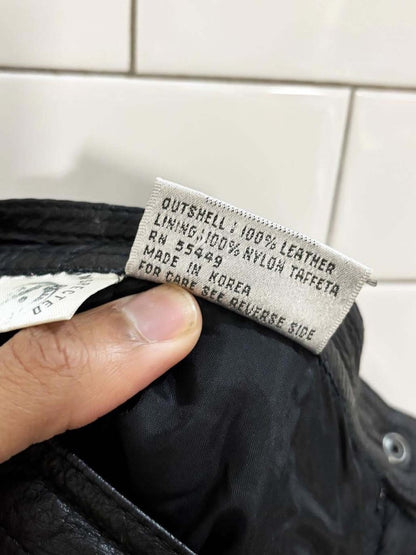 OUTSHELL : 100% LEATHER
LINING : 100% NYLON TAFFETA
RN 55449
MADE IN KOREA
FOR CARE SEE REVERSE SIDE